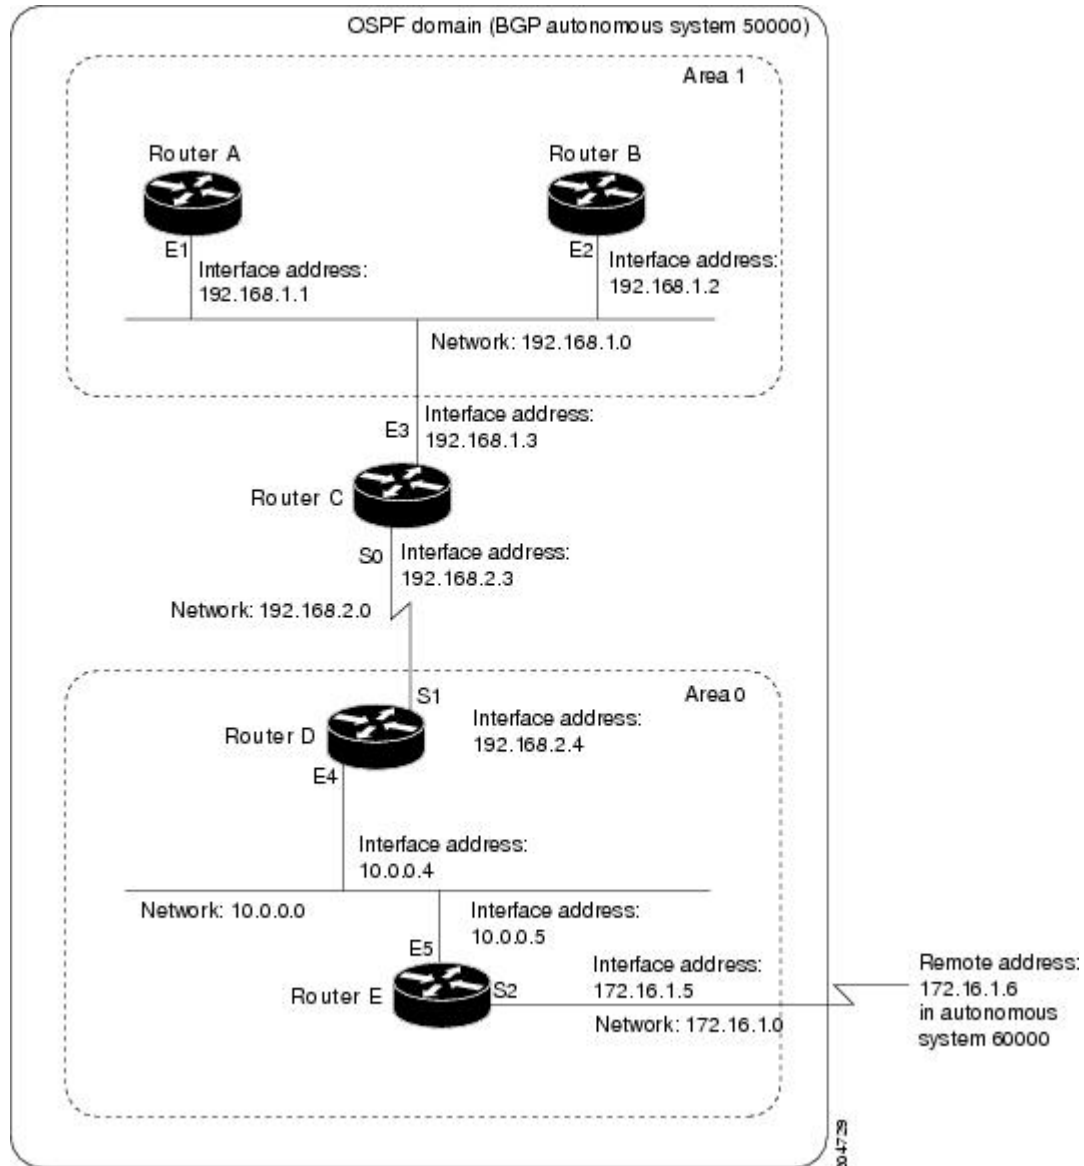 OSPF domain (BGP autonomous system 50000)
Area 1
Router A
Router B
E1
Interface address:
192.168.1.1
E2
Interface address:
192.168.1.2
Network: 192.168.1.0
E3
Interface address:
192.168.1.3
Router C
S0
Interface address:
192.168.2.3
Network: 192.168.2.0
Area 0
S1
Interface address:
192.168.2.4
Router D
E4
Interface address:
10.0.0.4
Network: 10.0.0.0
Interface address:
10.0.0.5
E5
Router E
S2
Interface address:
172.16.1.5
Network: 172.16.1.0
Remote address:
172.16.1.6
in autonomous
system 60000